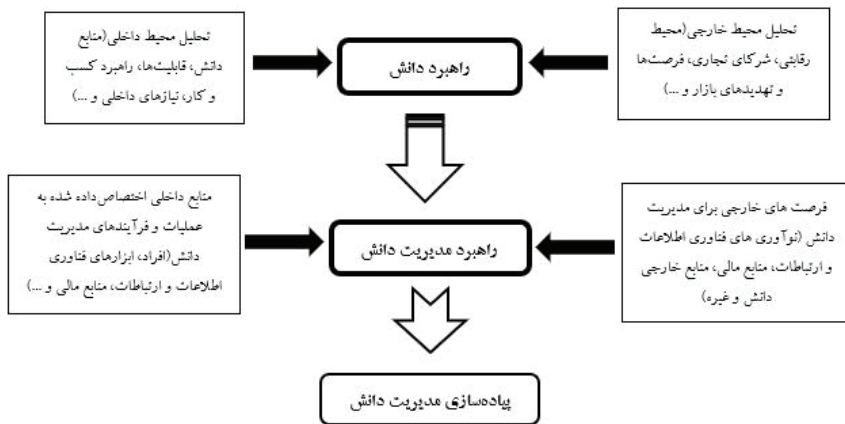 تحلیل محیط خارجی(محیط
رقابتی، شرکای تجاری، فرصت‌ها
و تهدیدهای بازار و ...)
راهبرد دانش
تحلیل محیط داخلی(منابع
دانش، قابلیت‌ها، راهبرد کسب
و کار، نیازهای داخلی و ...)
فرصت های خارجی برای مدیریت
دانش (نوآوری های فناوری اطلاعات
و ارتباطات، منابع مالی، منابع خارجی
دانش و غیره)
راهبرد مدیریت دانش
منابع داخلی اختصاص‌داده شده به
عملیات و فرآیندهای مدیریت
دانش(افراد، ابزارهای فناوری
اطلاعات و ارتباطات، منابع مالی و ...)
پیاده‌سازی مدیریت دانش